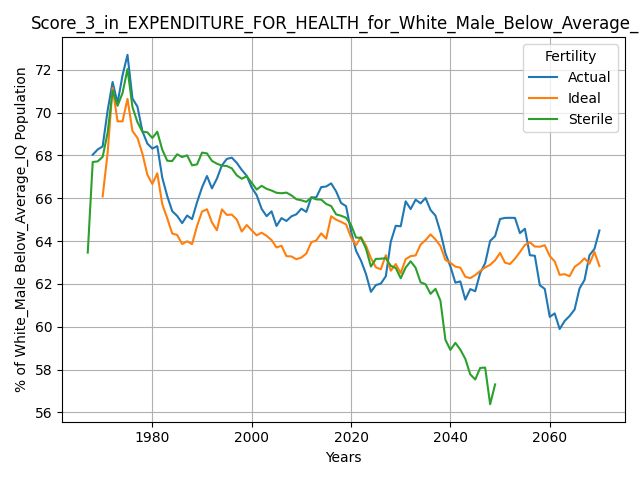 Score_3_in_EXPENDITURE_FOR_HEALTH_for_White_Male_Below_Average_
Fertility
Actual
Ideal
Sterile
% of White_Male Below_Average_IQ Population
72
70
68
66
64
62
60
58
56
1980 2000 2020 2040 2060
Years